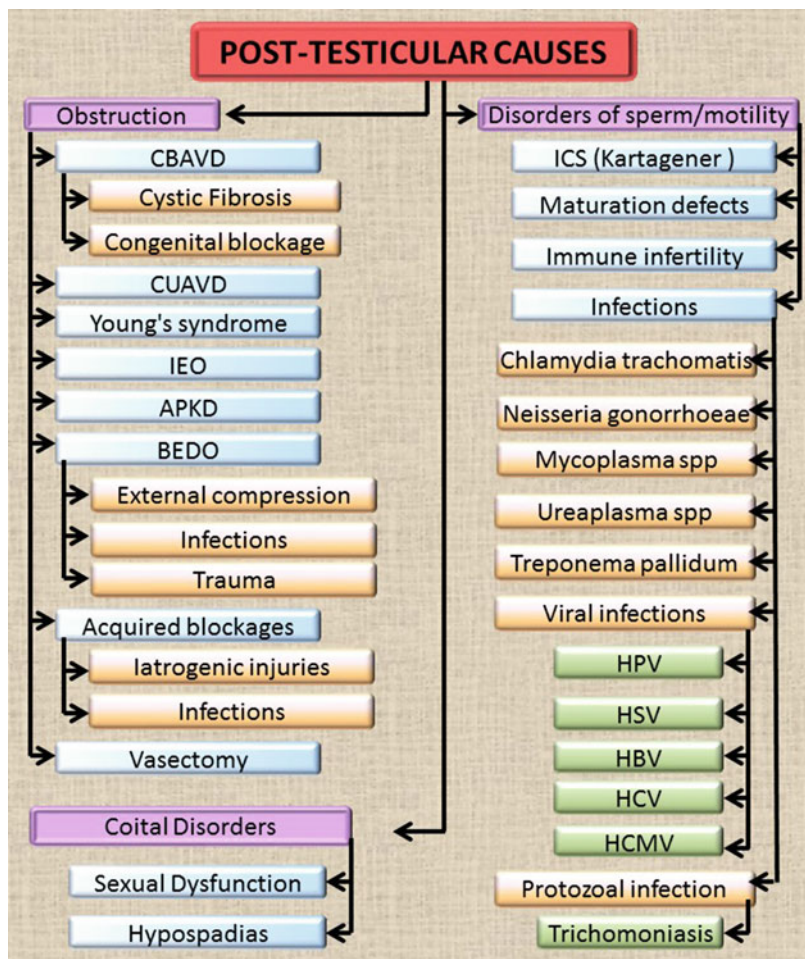 POST-TESTICULAR CAUSES
Obstruction
CBAVD
Cystic Fibrosis
Congenital blockage
CUAVD
Young's syndrome
IEO
APKD
BEDO
External compression
Infections
Trauma
Acquired blockages
Iatrogenic injuries
Infections
Vasectomy
Coital Disorders
Sexual Dysfunction
Hypospadias
Disorders of sperm/motility
ICS (Kartagener )
Maturation defects
Immune infertility
Infections
Chlamydia trachomatis
Neisseria gonorrhoeae
Mycoplasma spp
Ureaplasma spp
Treponema pallidum
Viral infections
HPV
HSV
HBV
HCV
HCMV
Protozoal infection
Trichomoniasis